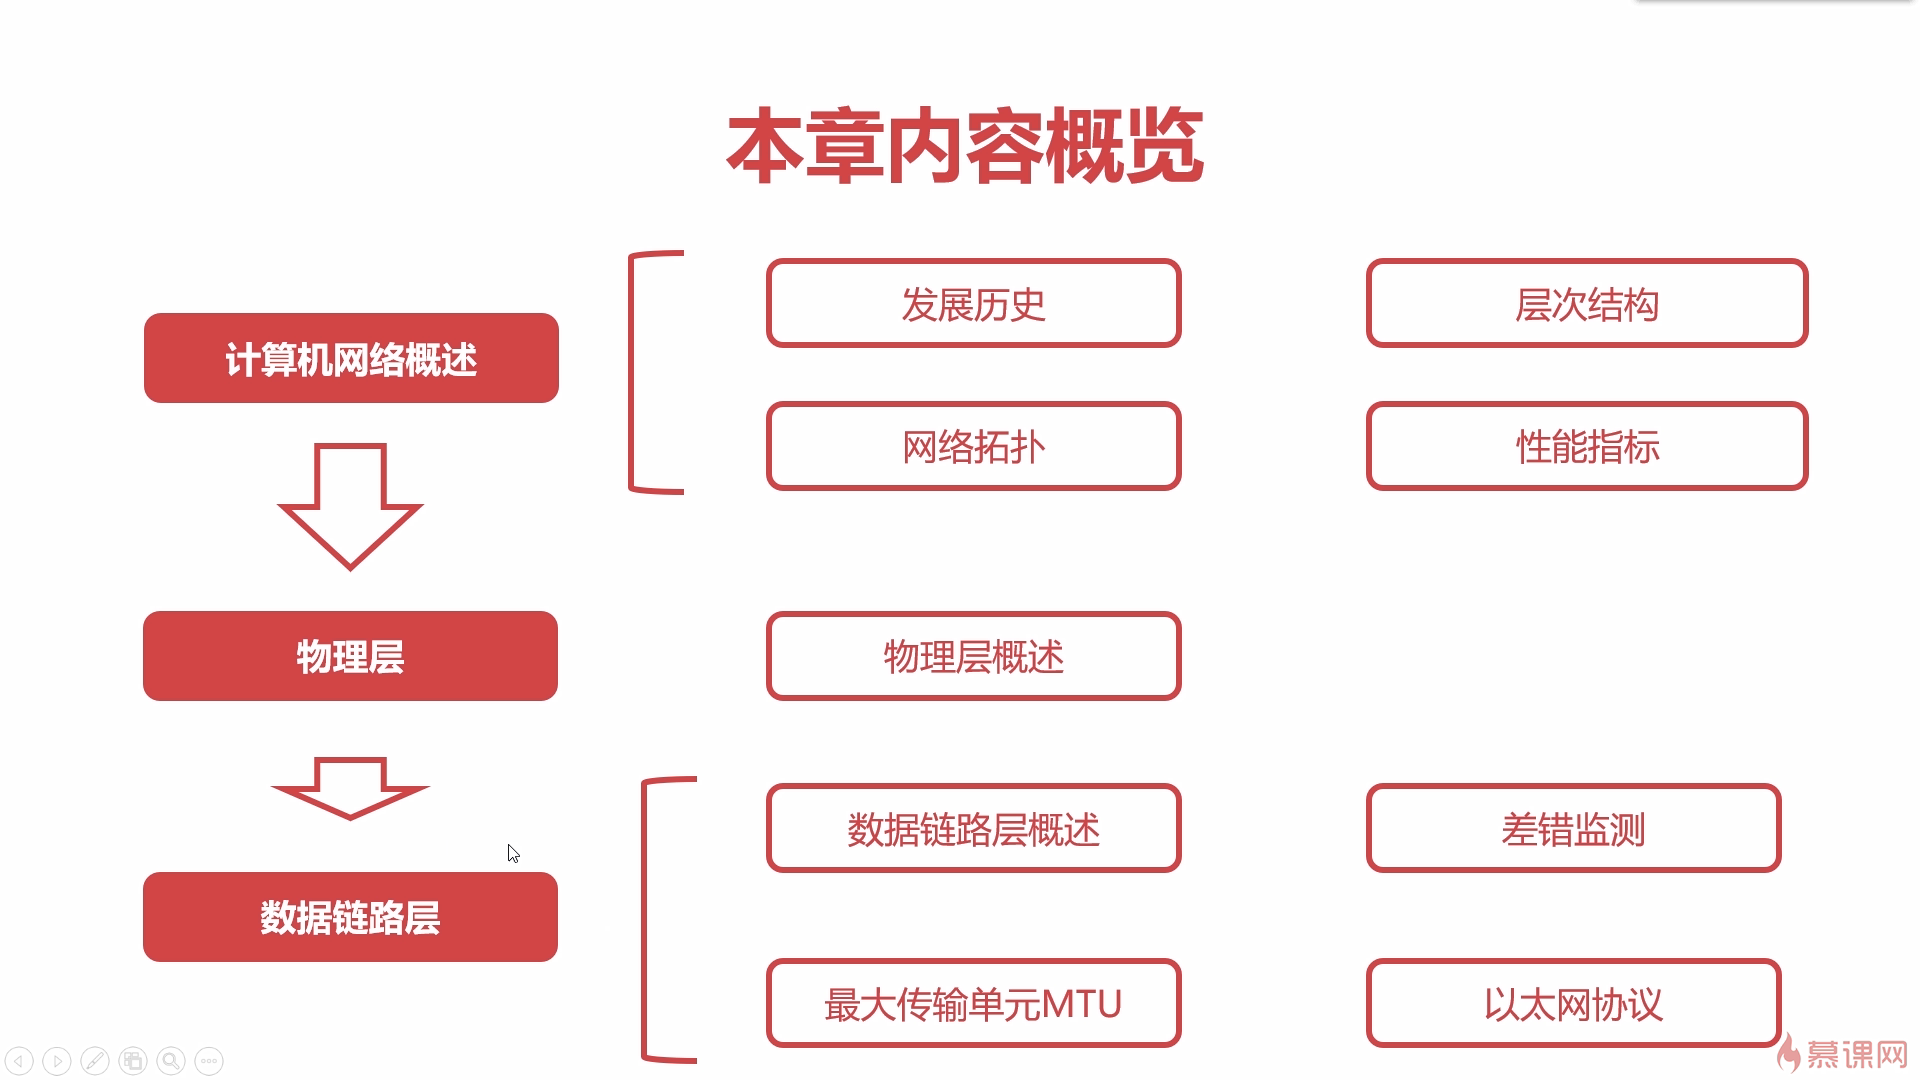 本章内容概览
计算机网络概述
发展历史
层次结构
网络拓扑
性能指标
物理层
物理层概述
数据链路层
数据链路层概述
差错监测
最大传输单元MTU
以太网协议
慕课网